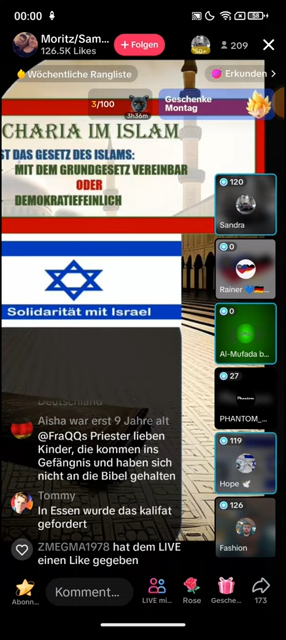 00:00
58
Moritz/Sam...
126.5K Likes
+ Folgen
209
Wöchentliche Rangliste
Erkunden >
3/100
3h36m
Geschenke
Montag
CHARIA IM ISLAM
ST DAS GESETZ DES ISLAMS:
MIT DEM GRUNDGESETZ VEREINBAR
ODER
DEMOKRATIEFEINLICH
120
Sandra
Solidarität mit Israel
0
Rainer
0
Al-Mufada b...
27
Phantom
PHANTOM_...
Deutschland
Aisha war erst 9 Jahre alt
@FraQQs Priester lieben
Kinder, die kommen ins
Gefängnis und haben sich
nicht an die Bibel gehalten
119
Hope
Tommy
In Essen wurde das kalifat
gefordert
126
Fashion
ZMEGMA1978 hat dem LIVE
einen Like gegeben
Abonn...
Komment...
LIVE mi...
Rose
Gesche...
173